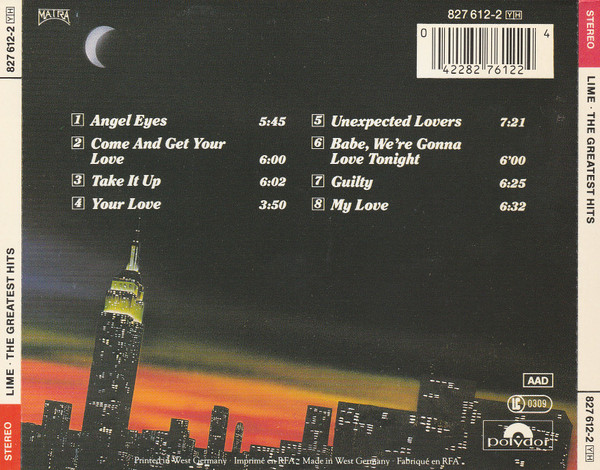 MATRA
827 612-2 Y H
0
4
42282 76122
1 Angel Eyes 5:45
2 Come And Get Your
Love 6:00
3 Take It Up 6:02
4 Your Love 3:50
5 Unexpected Lovers 7:21
6 Babe, We're Gonna
Love Tonight 6'00
7 Guilty 6:25
8 My Love 6:32
AAD
LC 0309
polydor
Printed in West Germany · Imprimé en RFA · Made in West Germany · Fabriqué en RFA
827 612-2 Y H
LIME · THE GREATEST HITS
STEREO
STEREO
LIME · THE GREATEST HITS
827 612-2 Y H